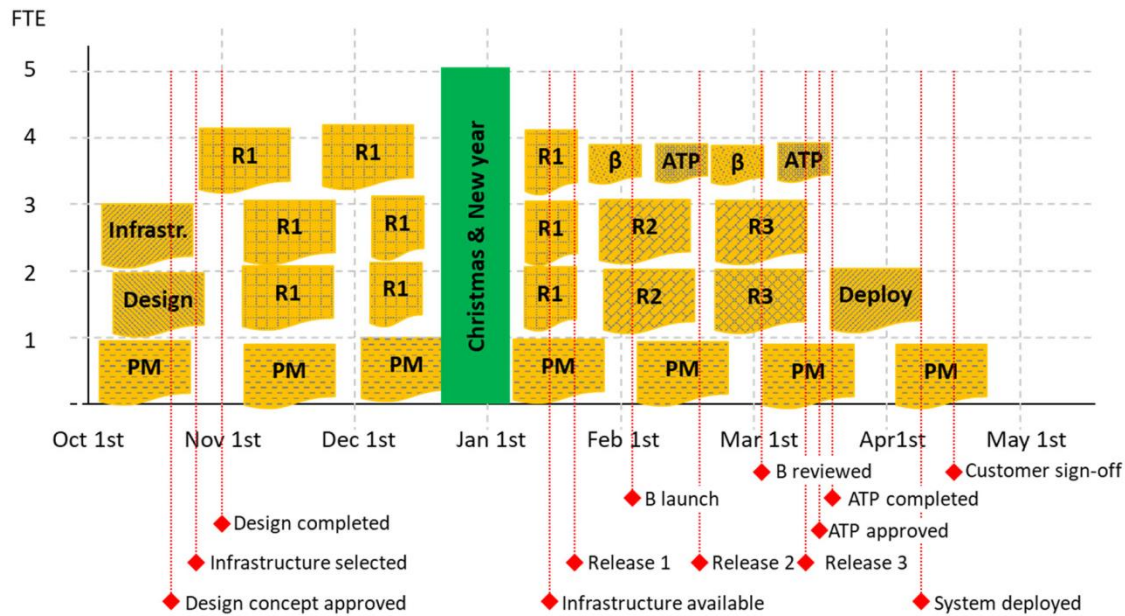 FTE
5
4
3
2
1
R1
R1
R1
β
ATP
β
ATP
Infrastr.
R1
R1
R1
R2
R3
Design
R1
R1
R1
R2
R3
Deploy
PM
PM
PM
PM
PM
PM
PM
Christmas & New year
Oct 1st
Nov 1st
Dec 1st
Jan 1st
Feb 1st
Mar 1st
Apr1st
May 1st
B reviewed
Customer sign-off
B launch
ATP completed
Design completed
ATP approved
Infrastructure selected
Release 1
Release 2
Release 3
Design concept approved
Infrastructure available
System deployed